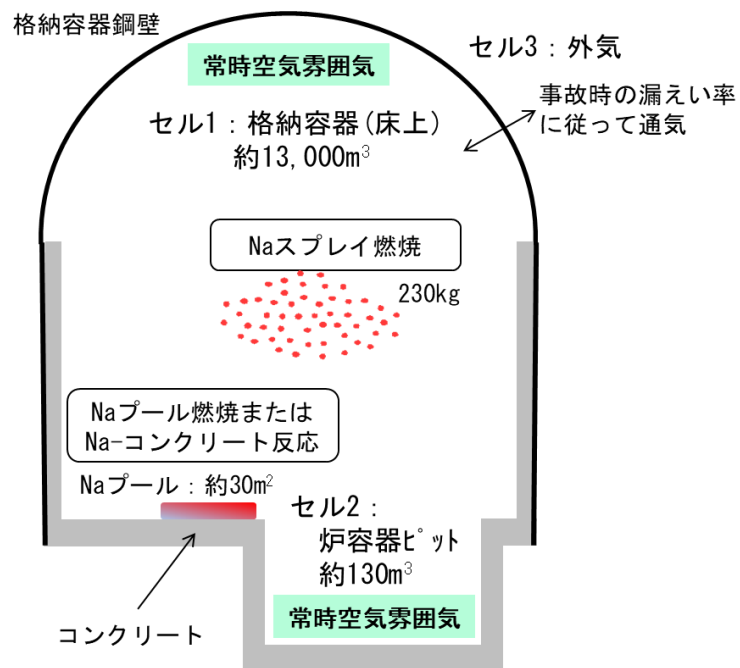 格納容器鋼壁
常時空気雰囲気
セル3：外気
セル1：格納容器(床上)
約13,000m³
事故時の漏えい率
に従って通気
Naスプレイ燃焼
230kg
Naプール燃焼または
Na-コンクリート反応
Naプール：約30m²
セル2：
炉容器ﾋﾟｯﾄ
約130m³
常時空気雰囲気
コンクリート